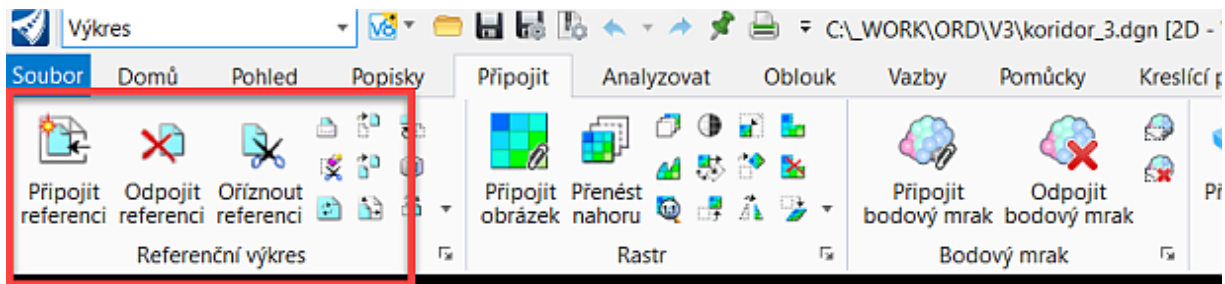 Výkres
C:\_WORK\ORD\V3\koridor_3.dgn [2D -
Soubor Domů Pohled Popisky Připojit Analyzovat Oblouk Vazby Pomůcky Kreslící
Připojit referenci Odpojit referenci Oříznout referenci
Připojit obrázek Přenést nahoru
Připojit bodový mrak Odpojit bodový mrak
Referenční výkres Rastr Bodový mrak